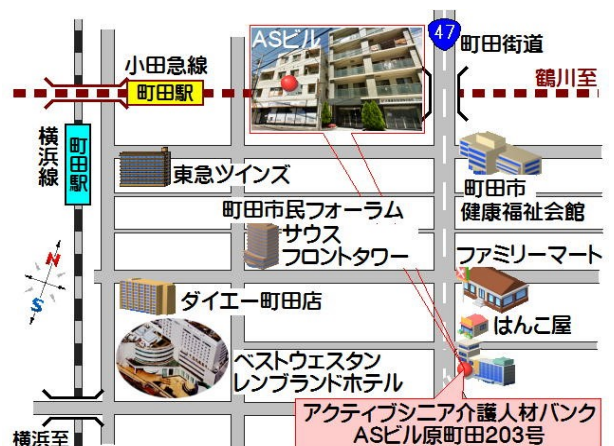 ASビル
47
町田街道
小田急線
町田駅
鶴川至
横浜線
町田駅
東急ツインズ
町田市
健康福祉会館
町田市民フォーラム
サウス
フロントタワー
ファミリーマート
N
S
ダイエー町田店
はんこ屋
ベストウェスタン
レンブランドホテル
アクティブシニア介護人材バンク
ASビル原町田203号
横浜至